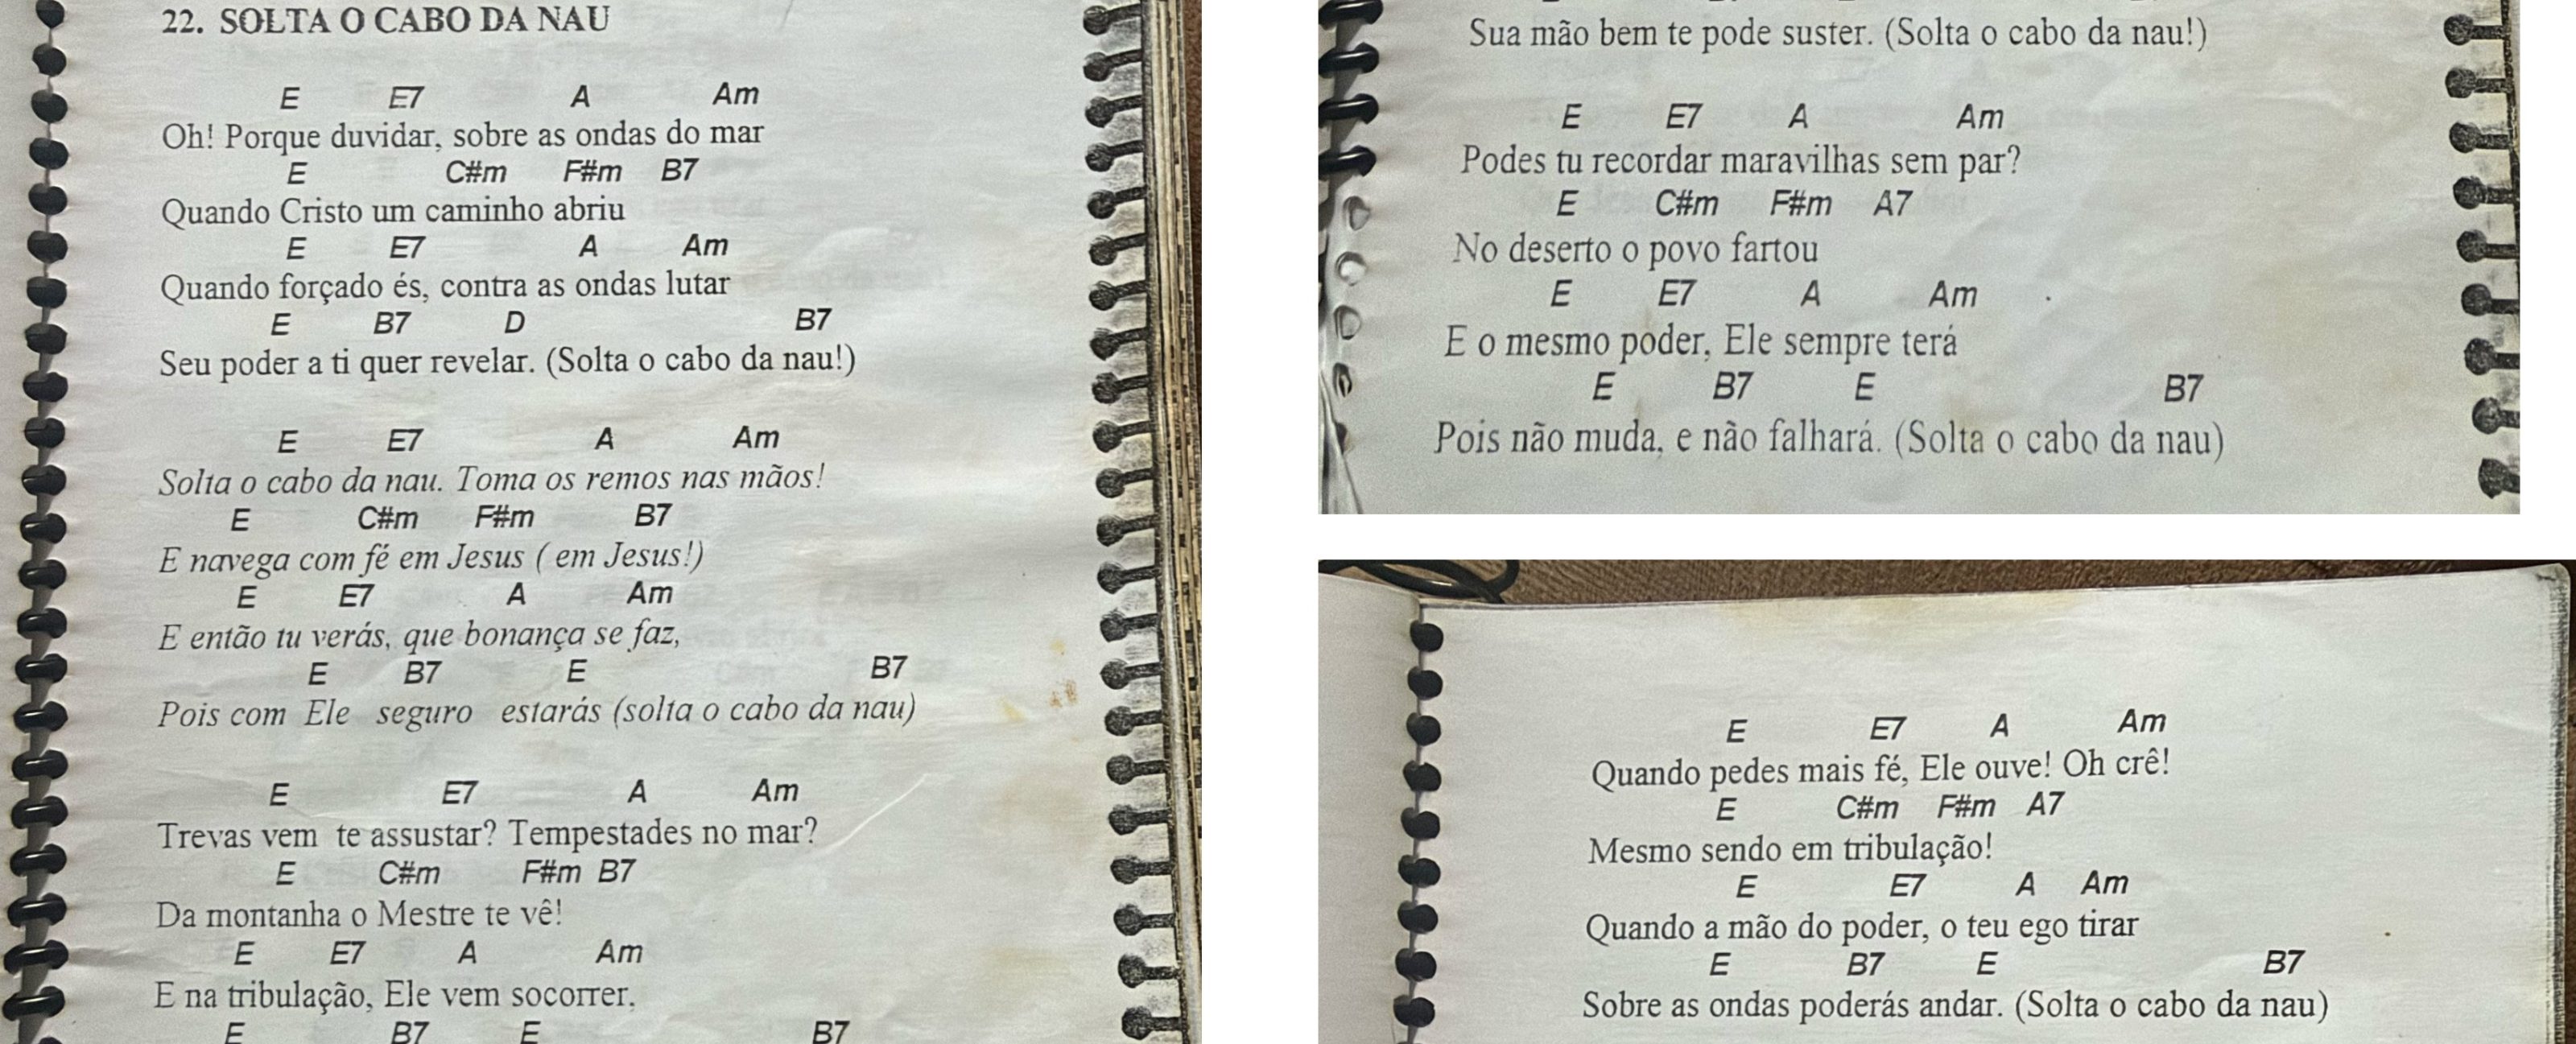 22. SOLTA O CABO DA NAU
E E7 A Am
Oh! Porque duvidar, sobre as ondas do mar
E C#m F#m B7
Quando Cristo um caminho abriu
E E7 A Am
Quando forçado és, contra as ondas lutar
E B7 D B7
Seu poder a ti quer revelar. (Solta o cabo da nau!)
E E7 A Am
Solta o cabo da nau. Toma os remos nas mãos!
E C#m F#m B7
E navega com fé em Jesus ( em Jesus!)
E E7 A Am
E então tu verás, que bonança se faz,
E B7 E B7
Pois com Ele seguro estarás (solta o cabo da nau)
E E7 A Am
Trevas vem te assustar? Tempestades no mar?
E C#m F#m B7
Da montanha o Mestre te vê!
E E7 A Am
E na tribulação, Ele vem socorrer,
E B7 E B7
Sua mão bem te pode suster. (Solta o cabo da nau!)
E E7 A Am
Podes tu recordar maravilhas sem par?
E C#m F#m A7
No deserto o povo fartou
E E7 A Am
E o mesmo poder, Ele sempre terá
E B7 E B7
Pois não muda, e não falhará. (Solta o cabo da nau)
E E7 A Am
Quando pedes mais fé, Ele ouve! Oh crê!
E C#m F#m A7
Mesmo sendo em tribulação!
E E7 A Am
Quando a mão do poder, o teu ego tirar
E B7 E B7
Sobre as ondas poderás andar. (Solta o cabo da nau)